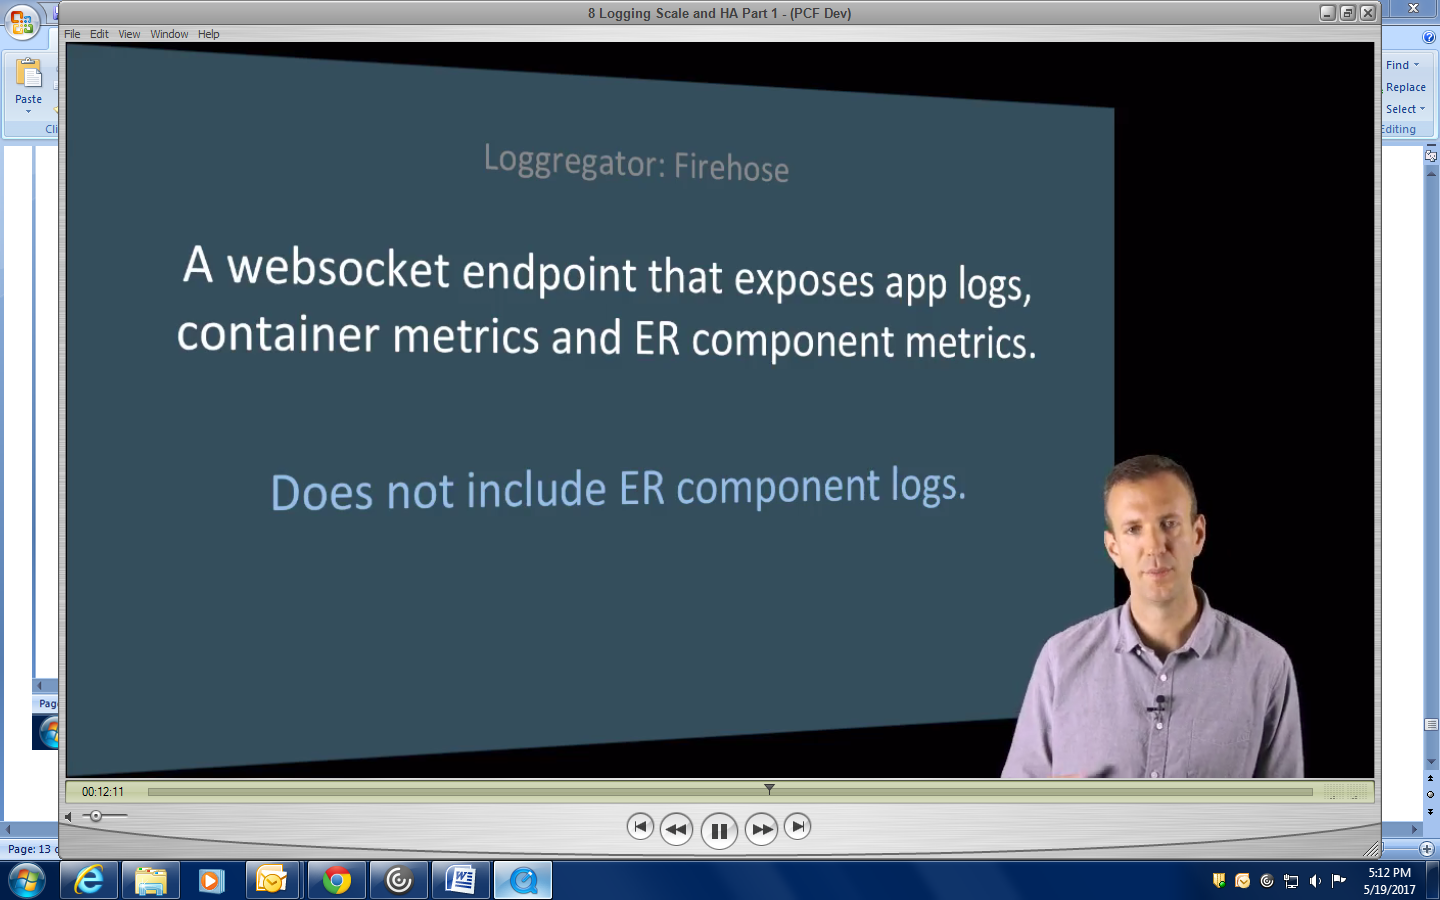 8 Logging Scale and HA Part 1 - (PCF Dev)
File Edit View Window Help
Paste
Find
Replace
Select
Editing
Loggregator: Firehose
A websocket endpoint that exposes app logs,
container metrics and ER component metrics.
Does not include ER component logs.
00:12:11
Page: 13
5:12 PM
5/19/2017